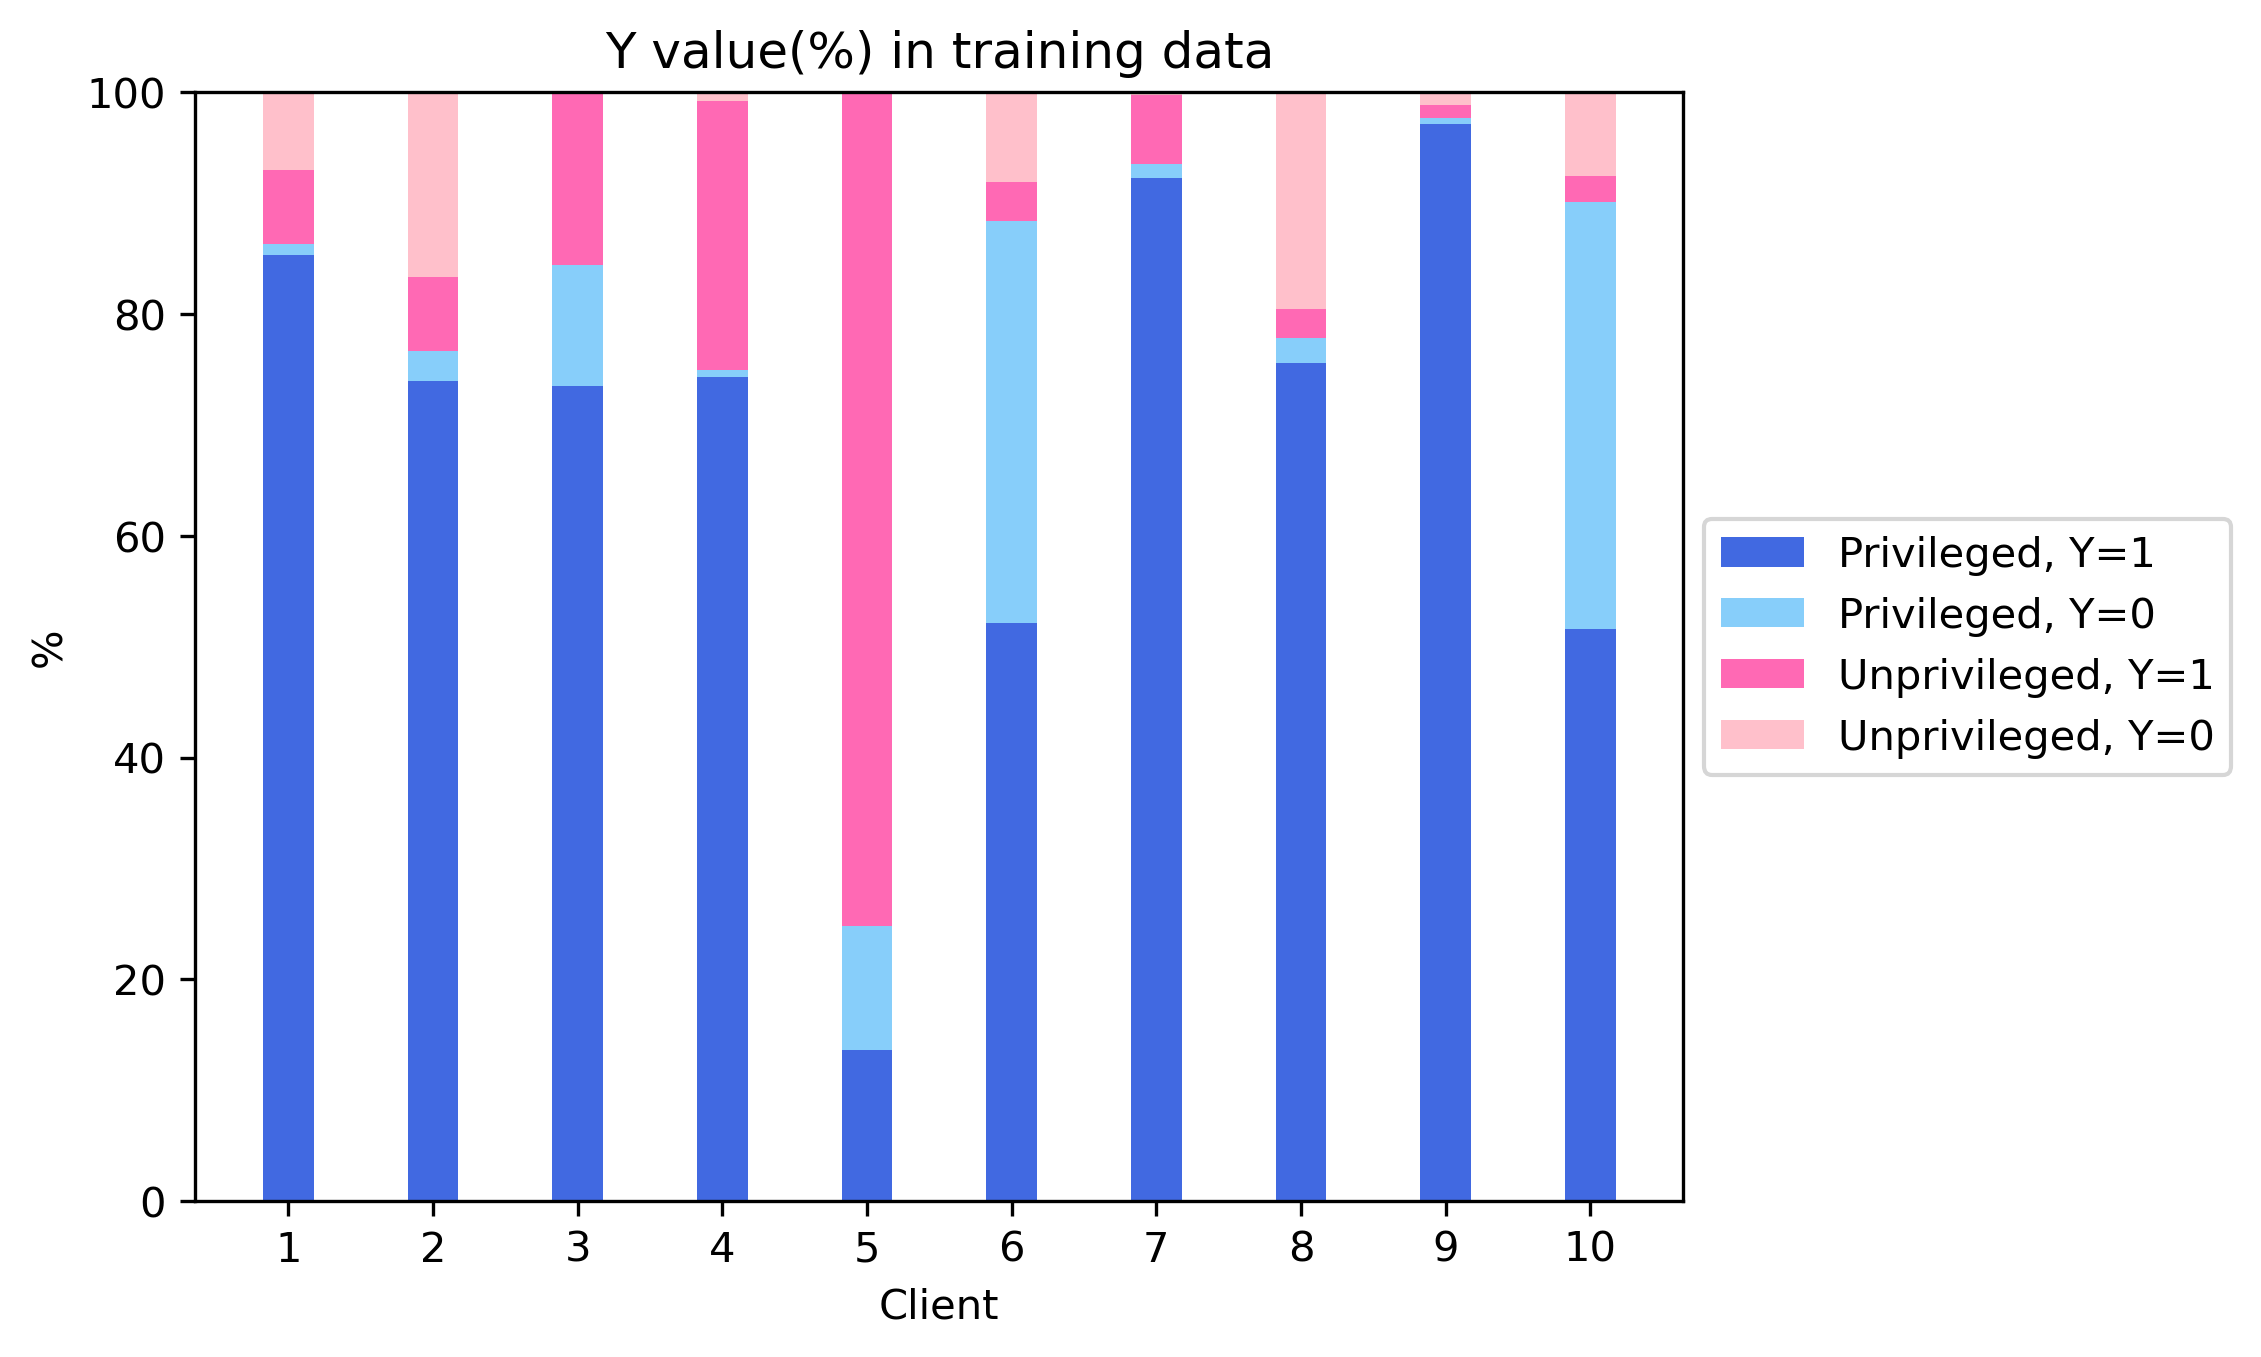 Y value(%) in training data
100
80
60
40
20
0
%
1 2 3 4 5 6 7 8 9 10
Client
Privileged, Y=1
Privileged, Y=0
Unprivileged, Y=1
Unprivileged, Y=0